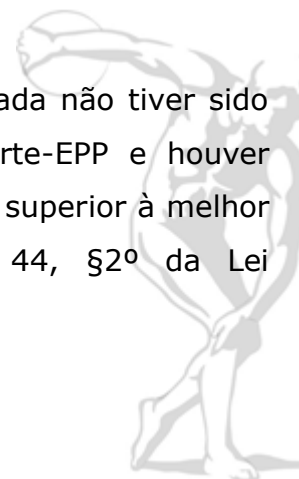 ada não tiver sido
rte-EPP e houver
superior à melhor
44, §2º da Lei